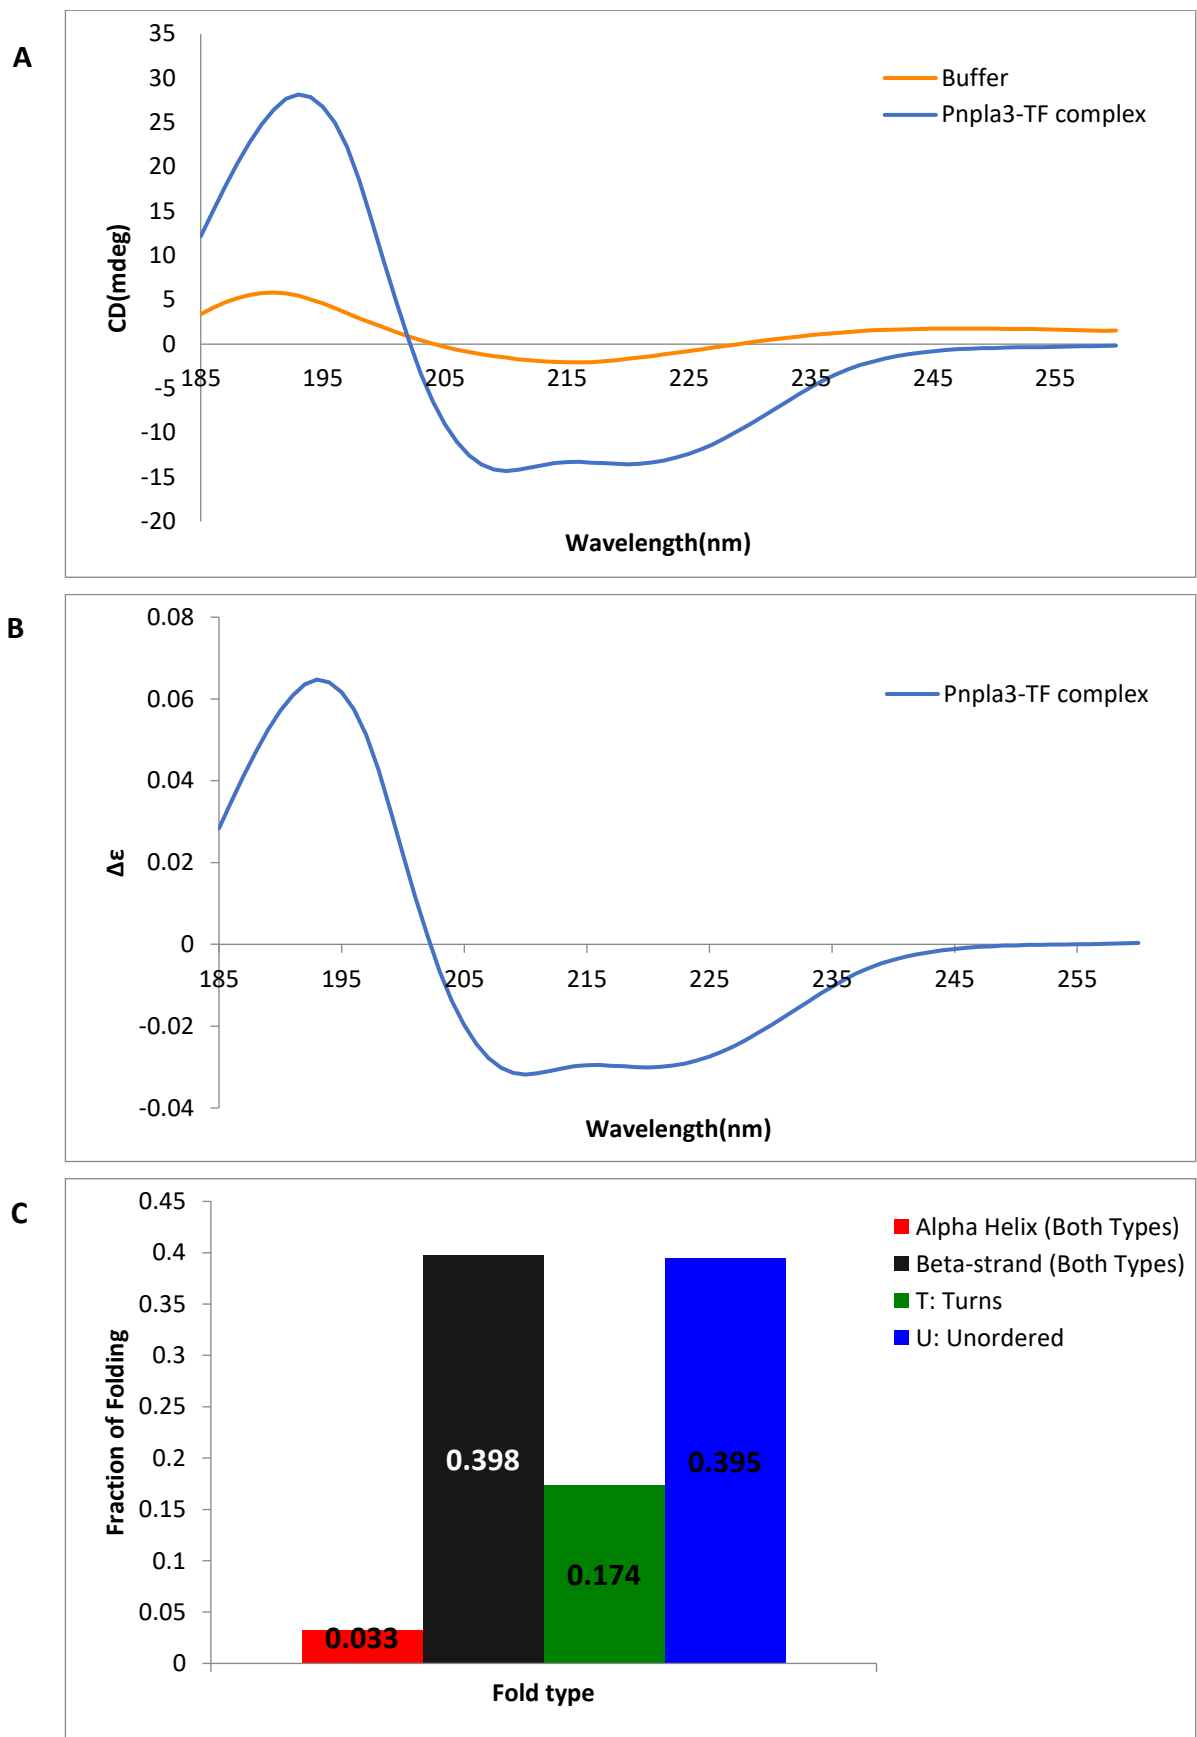 A
35
30
25
20
15
10
5
0
-5
-10
-15
-20
CD(mdeg)
185 195 205 215 225 235 245 255
Wavelength(nm)
Buffer
Pnpla3-TF complex
B
0.08
0.06
0.04
0.02
0
-0.02
-0.04
Δε
185 195 205 215 225 235 245 255
Wavelength(nm)
Pnpla3-TF complex
C
0.45
0.4
0.35
0.3
0.25
0.2
0.15
0.1
0.05
0
Fraction of Folding
0.033
0.398
0.174
0.395
Fold type
Alpha Helix (Both Types)
Beta-strand (Both Types)
T: Turns
U: Unordered